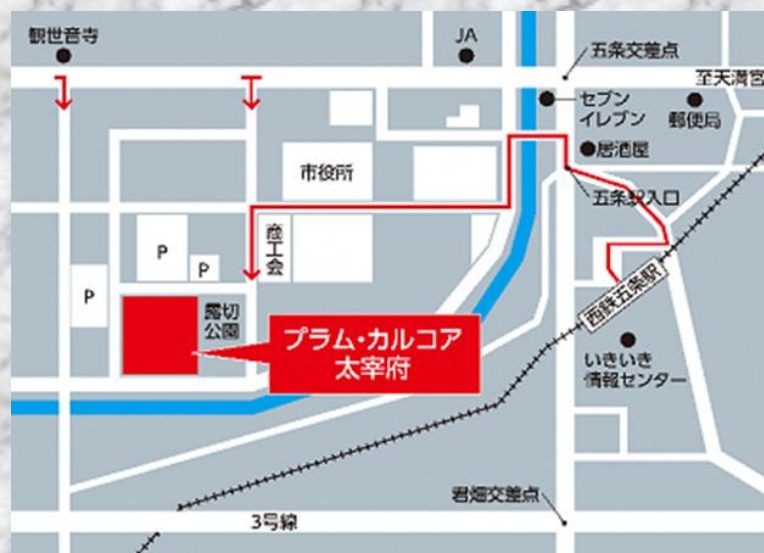 観世音寺
JA
五条交差点
至天満宮
セブン
イレブン
郵便局
居酒屋
市役所
五条駅入口
P
P
P
商工会
露切
公園
西鉄五条駅
プラム・カルコア
太宰府
いきいき
情報センター
君畑交差点
3号線